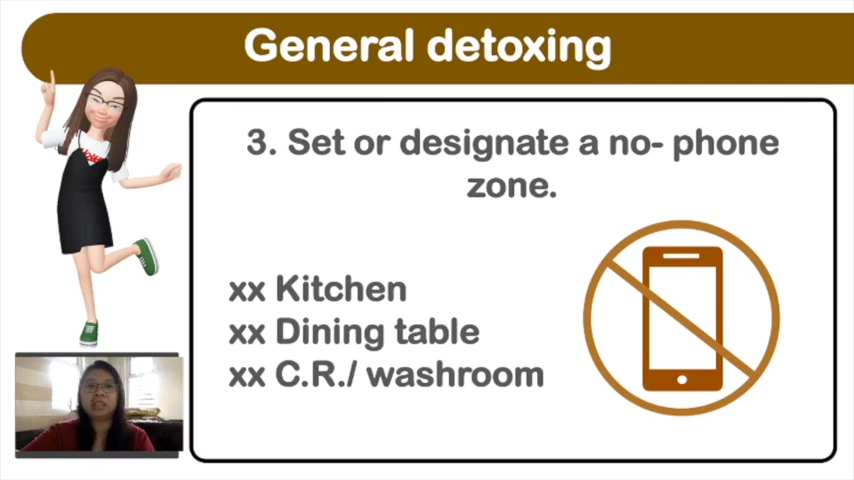 General detoxing
3. Set or designate a no- phone
zone.
xx Kitchen
xx Dining table
xx C.R./ washroom